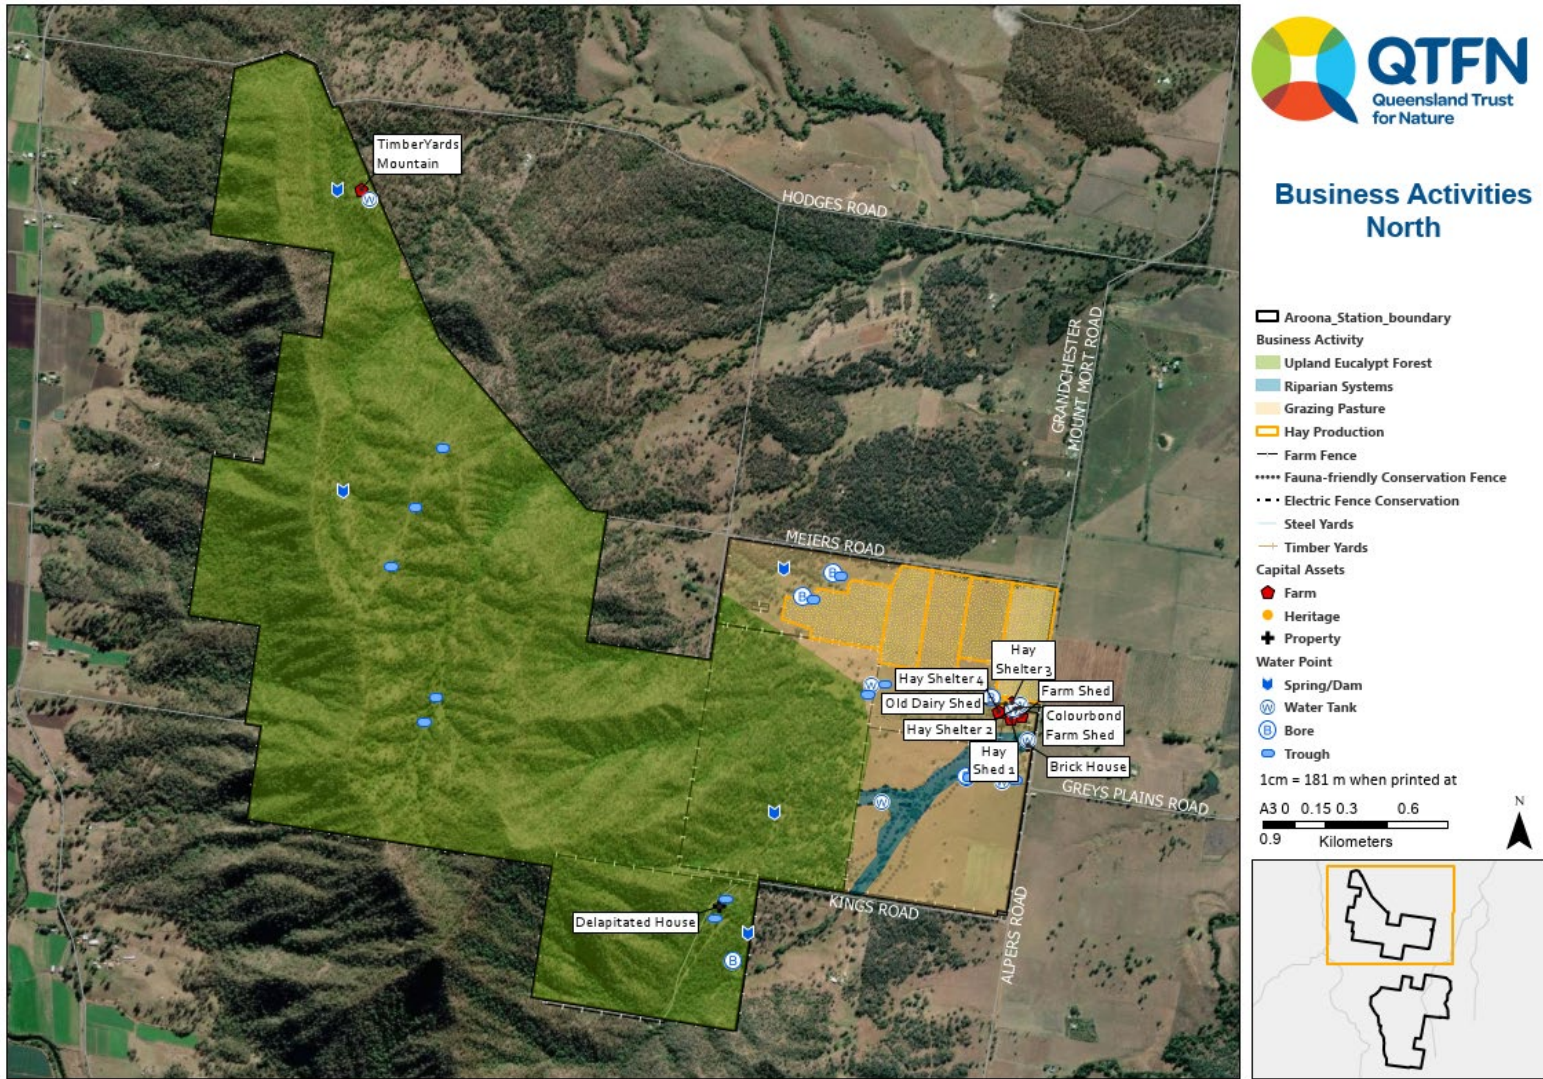 QTFN
Queensland Trust
for Nature
Business Activities
North
Aroona_Station_boundary
Business Activity
Upland Eucalypt Forest
Riparian Systems
Grazing Pasture
Hay Production
Farm Fence
Fauna-friendly Conservation Fence
Electric Fence Conservation
Steel Yards
Timber Yards
Capital Assets
Farm
Heritage
Property
Water Point
Spring/Dam
W Water Tank
B Bore
Trough
1cm = 181 m when printed at
A3 0 0.15 0.3 0.6
0.9 Kilometers
N
TimberYards
Mountain
W
HODGES ROAD
GRANDCHESTER
MOUNT MORT ROAD
MEIERS ROAD
B
B
Hay
Shelter 3
Hay Shelter 4
W
Farm Shed
Old Dairy Shed
Colourbond
Farm Shed
Hay Shelter 2
W
Hay
Shed 1
Brick House
GREYS PLAINS ROAD
W
W
KINGS ROAD
ALPERS ROAD
Delapitated House
B